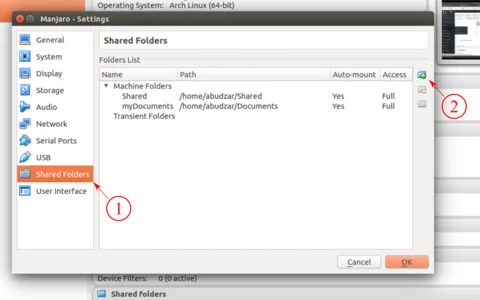 Operating System: Arch Linux (64-bit)
Manjaro - Settings
General
System
Display
Storage
Audio
Network
Serial Ports
USB
Shared Folders
User Interface
Shared Folders
Folders List
Name Path Auto-mount Access
Machine Folders
Shared /home/abudzar/Shared Yes Full
myDocuments /home/abudzar/Documents Yes Full
Transient Folders
1
2
Cancel OK
Device Filters: 0 (0 active)
Shared folders